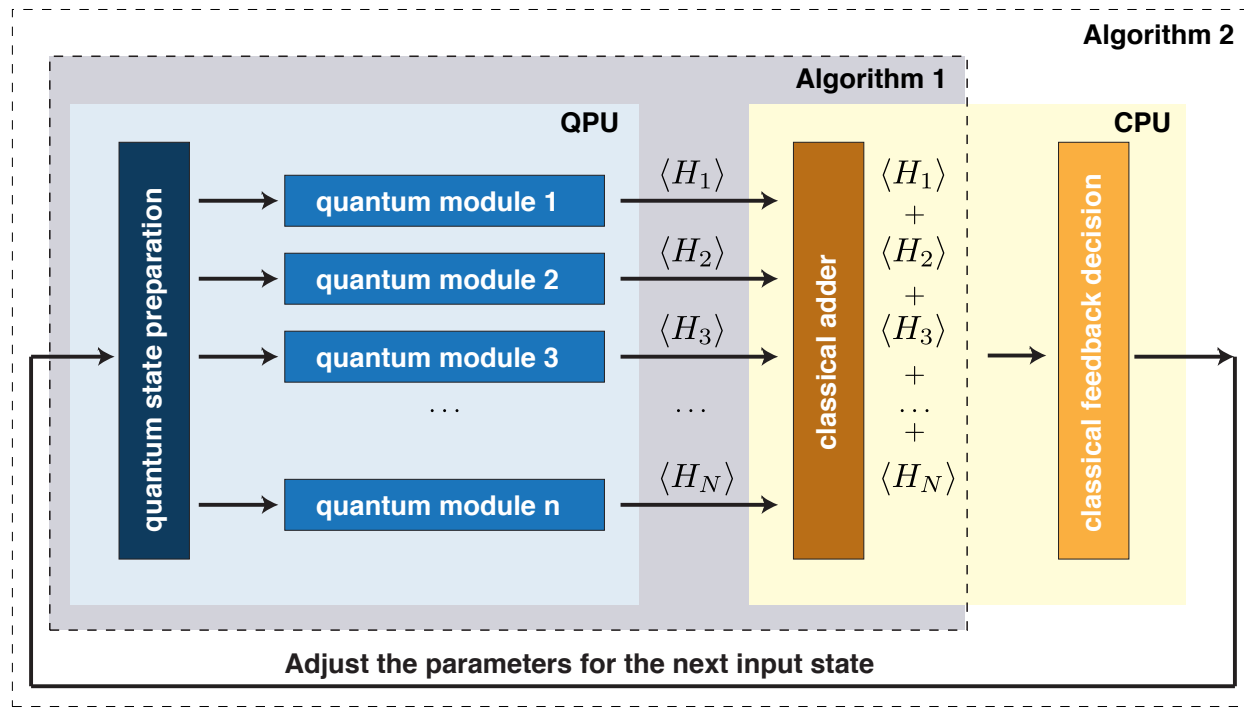 Algorithm 2
Algorithm 1
QPU
CPU
quantum state preparation
quantum module 1
quantum module 2
quantum module 3
...
quantum module n
⟨H₁⟩
⟨H₂⟩
⟨H₃⟩
...
⟨H_N⟩
classical adder
⟨H₁⟩
+
⟨H₂⟩
+
⟨H₃⟩
+
...
+
⟨H_N⟩
classical feedback decision
Adjust the parameters for the next input state